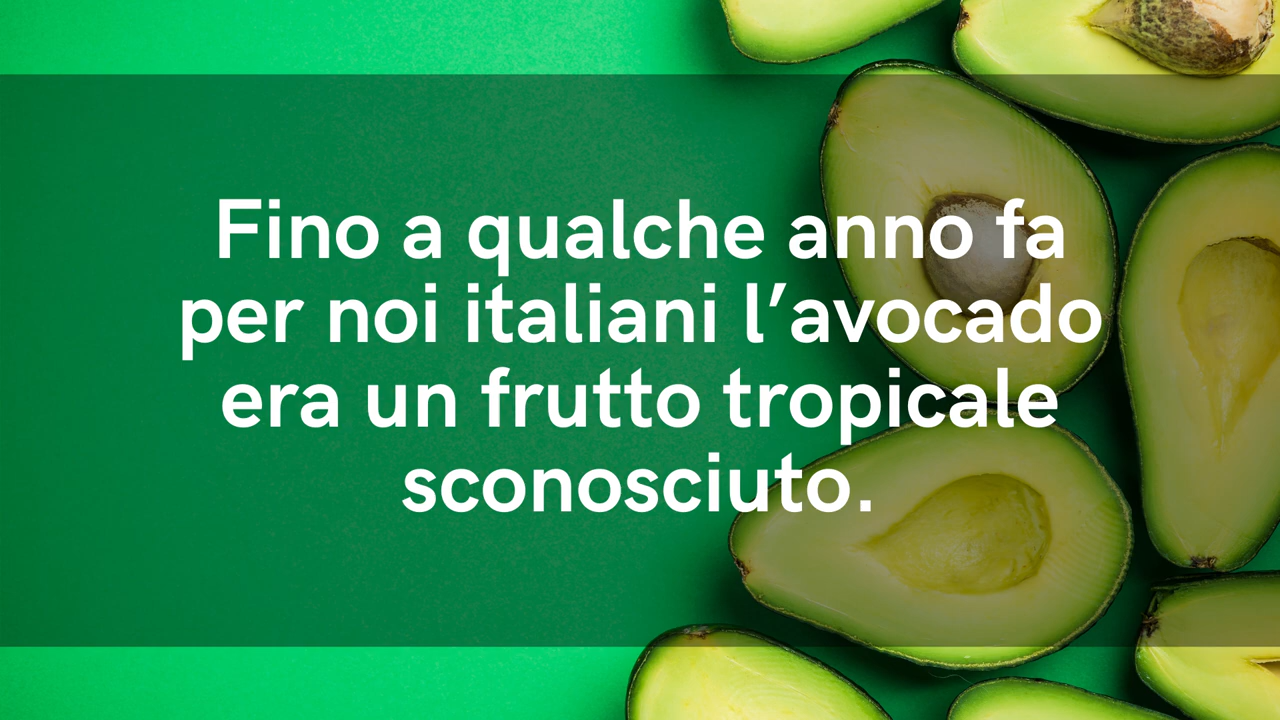 Fino a qualche anno fa
per noi italiani l’avocado
era un frutto tropicale
sconosciuto.